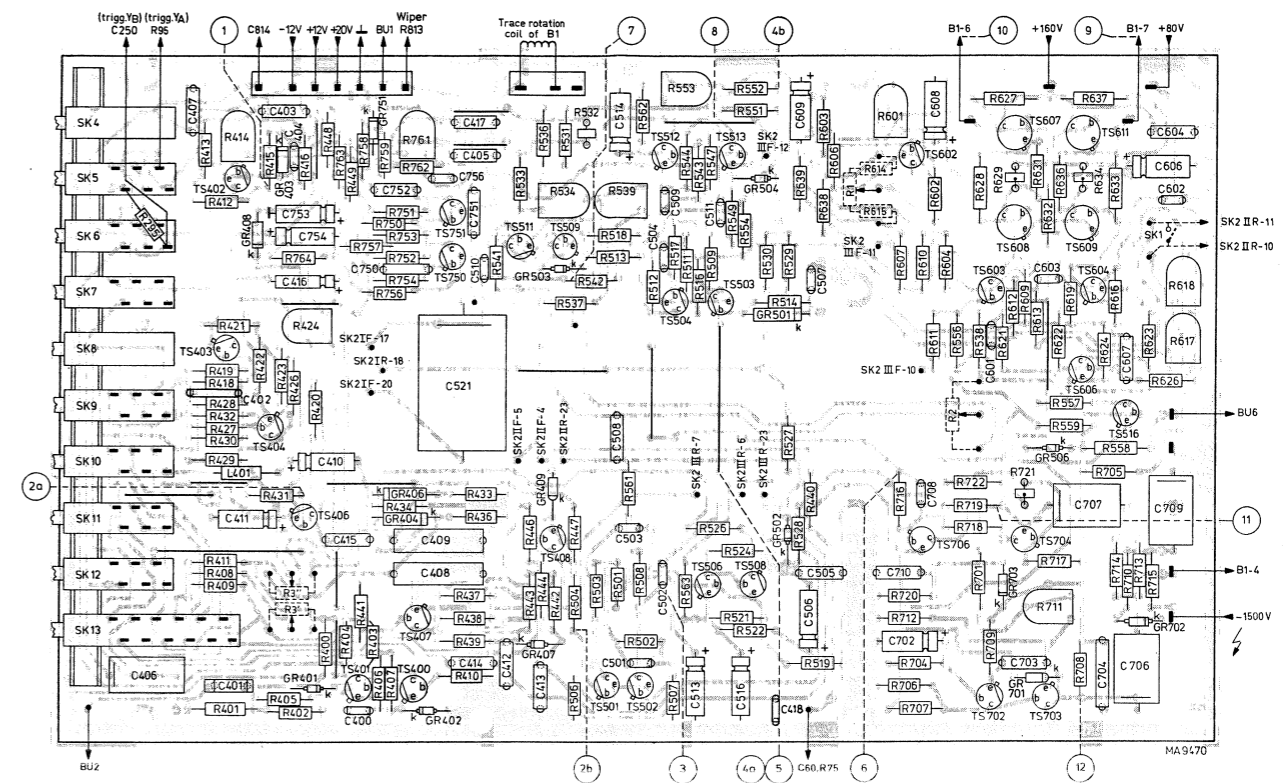 (trigg.YB) (trigg.YA)
C250 R95
1
C814 -12V +12V +20V ⊥ BU1 Wiper R813
Trace rotation
coil of B1
7
8
4b
B1-6
10
+160V
9
B1-7
+80V
SK4
C407
R413
R414
C403
C404
R415
R416
GR403
R448
R763
R449
R758
GR751
R759
R761
R762
C417
C405
C756
R536
R531
R532
C514
R562
R553
R552
R551
C609
R603
R606
R601
C608
R627
R637
TS607
TS611
C604
SK5
TS402
R412
C752
C753
C754
GR408
R764
R757
R751
R750
R753
R752
C750
R754
R756
C416
TS751
TS750
C751
C510
R533
R534
R539
TS511
TS509
R541
GR503
R518
R513
R542
R537
TS512
R544
R543
R547
TS513
SK2
III F-12
GR504
C509
C511
R549
R554
C504
R517
R511
R509
R512
R516
TS504
TS503
R530
R529
C507
R514
GR501
R639
R638
R614
R1
R615
SK2
III F-11
TS602
R602
R607
R610
R604
R628
R629
R631
R632
R636
R634
R633
C606
C602
TS608
TS609
SK1
SK2 II R-11
SK2 II R-10
SK6
R95
SK7
TS603
R612
R609
C603
R613
R619
TS604
R616
R618
R421
R424
TS403
SK2 I F-17
SK2 I R-18
SK2 I F-20
C521
SK8
R419
R418
R422
R423
R426
R420
C402
R428
R432
R427
R430
TS404
SK2 III F-10
R611
R556
R538
C601
R621
R622
R624
C607
R623
R617
TS606
R626
SK9
SK2 II F-5
SK2 II F-4
SK2 II R-23
C508
SK2 III R-7
SK2 III R-6
SK2 III R-23
R527
R2
R557
R559
TS516
BU6
GR506
R558
SK10
R429
L401
C410
2a
R431
GR406
R434
GR404
R433
R436
GR409
R561
R440
R716
C708
R722
R719
R718
R721
R705
C707
C709
SK11
C411
TS406
C415
C409
R446
TS408
R447
C503
R526
GR502
R528
TS706
TS704
11
SK12
R411
R408
R409
R3
R3
C408
R437
R438
R439
R443
R444
R442
R504
R503
R501
R508
C502
R563
TS506
TS508
R524
R521
R522
C505
C506
C710
R720
R712
C702
R701
GR703
R717
R711
R714
R710
R713
R715
B1-4
GR702
-1500V
SK13
R441
R400
R404
R403
TS407
C414
R410
C412
GR407
C413
R506
R502
C501
TS501
TS502
R507
C513
C516
R519
C418
R704
R706
R707
R709
C703
GR
701
TS702
TS703
R708
C704
C706
C406
C401
R401
GR401
R405
R402
TS401
C400
R406
R407
TS400
GR402
MA9470
BU2
2b
3
4a
5
C60.R75
6
12